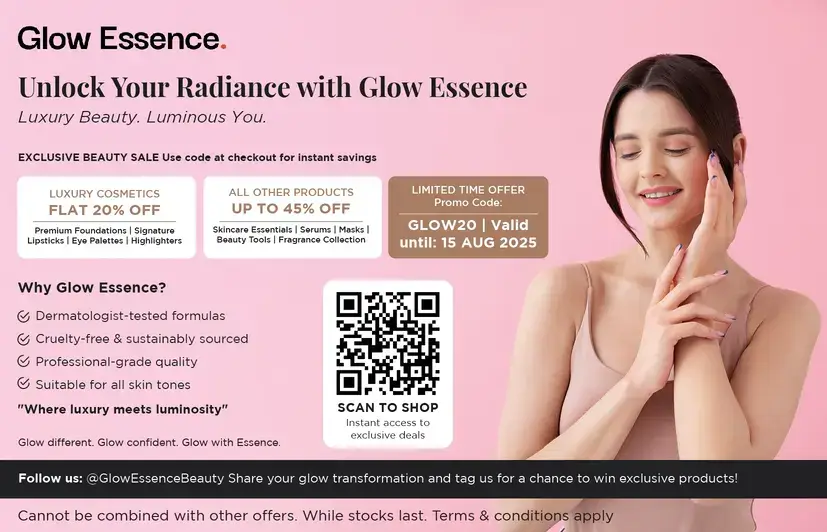 Glow Essence.
Unlock Your Radiance with Glow Essence
Luxury Beauty. Luminous You.
EXCLUSIVE BEAUTY SALE Use code at checkout for instant savings
LUXURY COSMETICS
FLAT 20% OFF
Premium Foundations | Signature
Lipsticks | Eye Palettes | Highlighters
ALL OTHER PRODUCTS
UP TO 45% OFF
Skincare Essentials | Serums | Masks |
Beauty Tools | Fragrance Collection
LIMITED TIME OFFER
Promo Code:
GLOW20 | Valid
until: 15 AUG 2025
Why Glow Essence?
Dermatologist-tested formulas
Cruelty-free & sustainably sourced
Professional-grade quality
Suitable for all skin tones
"Where luxury meets luminosity"
Glow different. Glow confident. Glow with Essence.
SCAN TO SHOP
Instant access to
exclusive deals
Follow us: @GlowEssenceBeauty Share your glow transformation and tag us for a chance to win exclusive products!
Cannot be combined with other offers. While stocks last. Terms & conditions apply